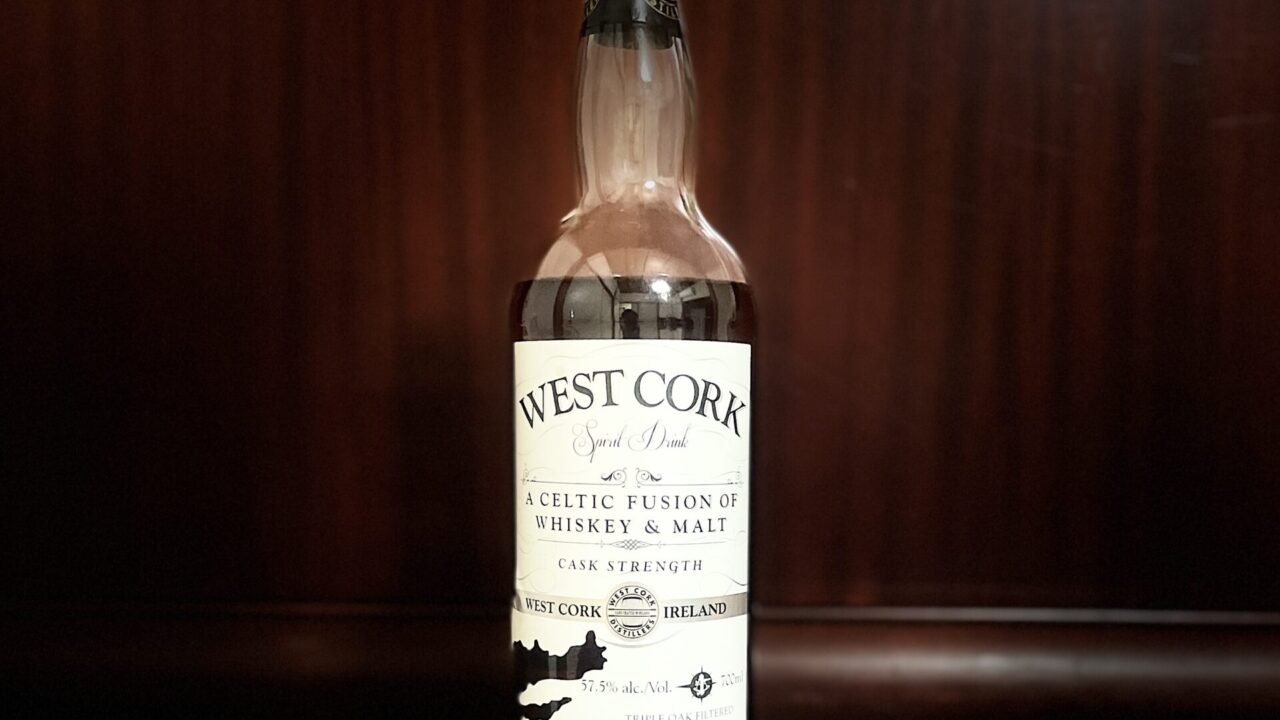 WEST CORK
Spirit Drink
A CELTIC FUSION OF
WHISKEY & MALT
CASK STRENGTH
WEST CORK IRELAND
WEST CORK
DISTILLERS
57.5% alc./Vol. 700ml
TRIPLE OAK FILTERED